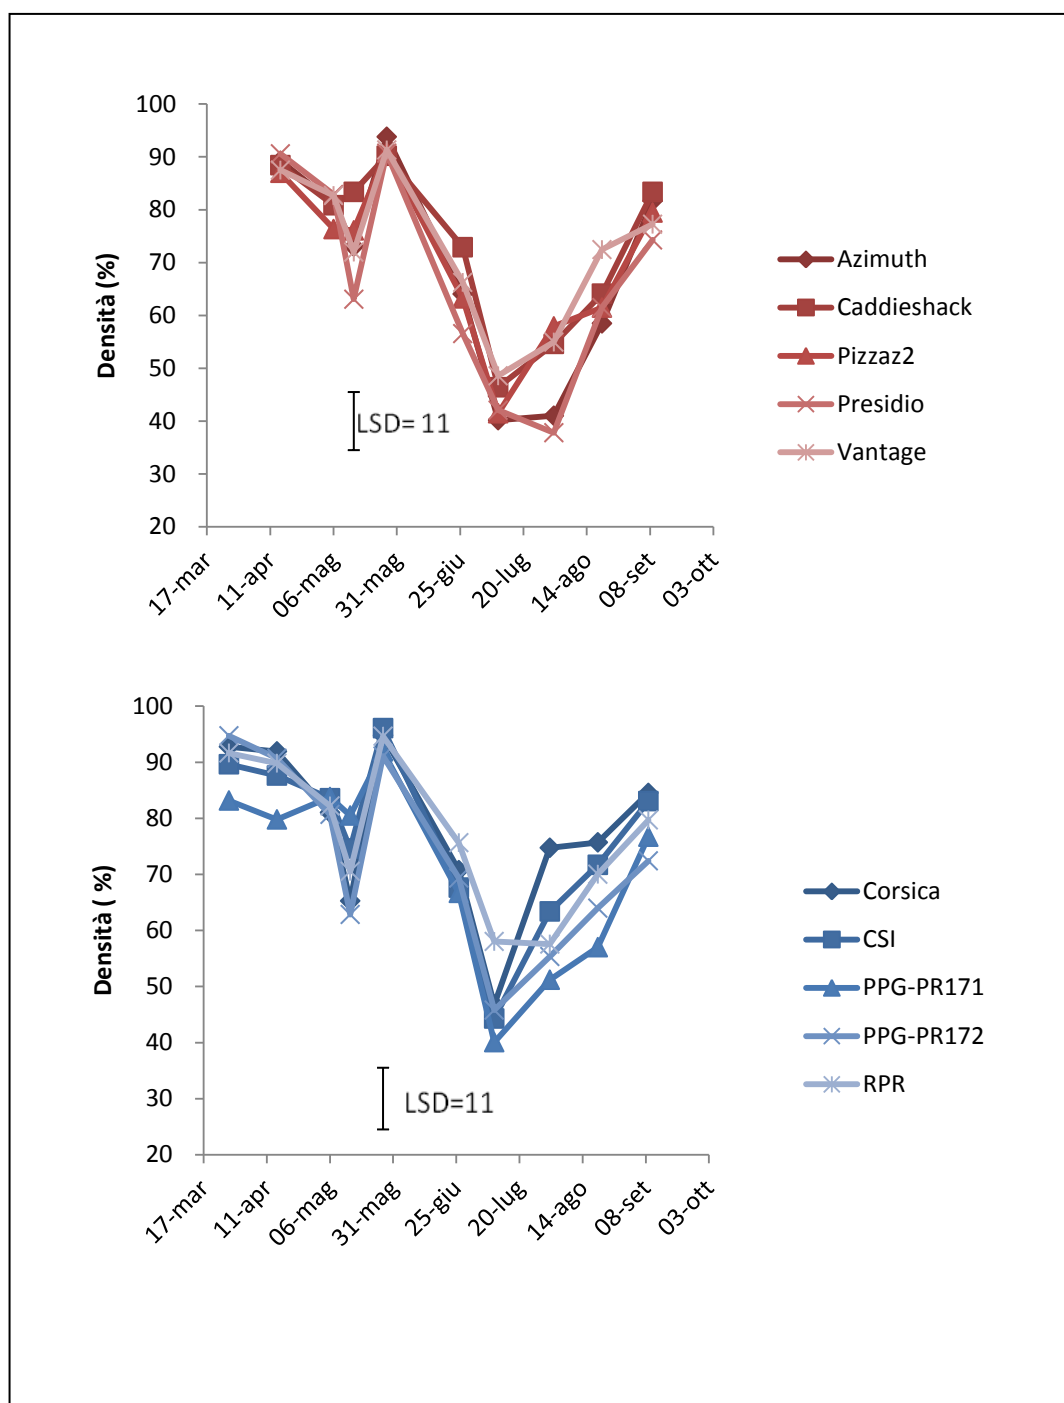 100
90
80
70
60
50
40
30
20
Densità (%)
LSD= 11
17-mar
11-apr
06-mag
31-mag
25-giu
20-lug
14-ago
08-set
03-ott
Azimuth
Caddieshack
Pizzaz2
Presidio
Vantage
100
90
80
70
60
50
40
30
20
Densità ( %)
LSD=11
17-mar
11-apr
06-mag
31-mag
25-giu
20-lug
14-ago
08-set
03-ott
Corsica
CSI
PPG-PR171
PPG-PR172
RPR